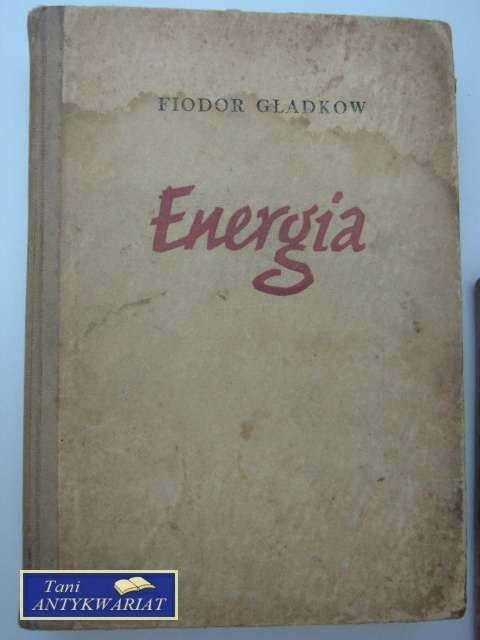 FIODOR GŁADKOW
Energia
Tani
ANTYKWARIAT